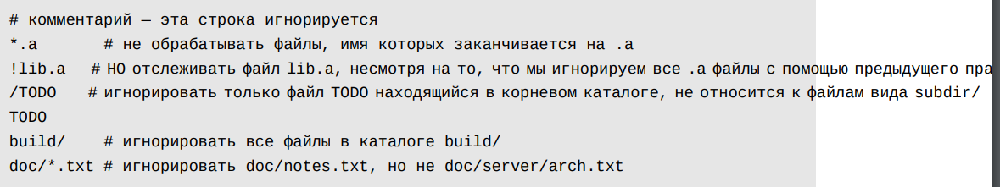 # комментарий — эта строка игнорируется
*.a       # не обрабатывать файлы, имя которых заканчивается на .a
!lib.a   # НО отслеживать файл lib.a, несмотря на то, что мы игнорируем все .a файлы с помощью предыдущего пра
/TODO    # игнорировать только файл TODO находящийся в корневом каталоге, не относится к файлам вида subdir/
TODO
build/    # игнорировать все файлы в каталоге build/
doc/*.txt # игнорировать doc/notes.txt, но не doc/server/arch.txt